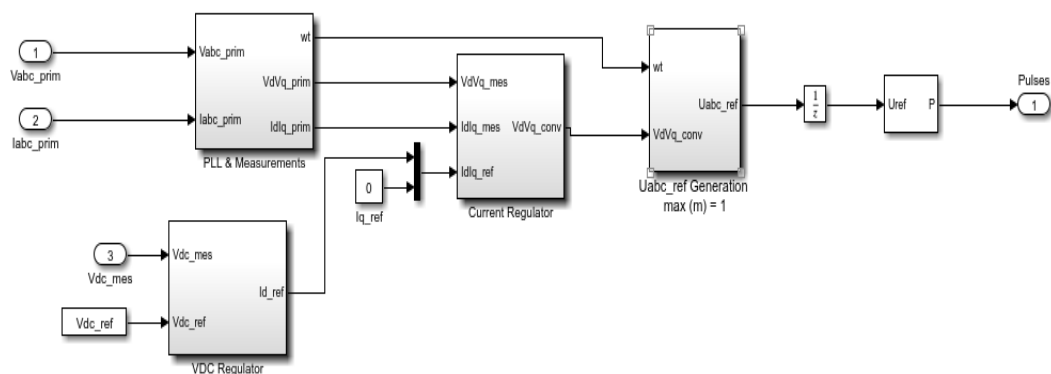 1
Vabc_prim
2
Iabc_prim
Vabc_prim
Iabc_prim
wt
VdVq_prim
IdIq_prim
PLL & Measurements
3
Vdc_mes
Vdc_ref
Vdc_mes
Vdc_ref
Id_ref
VDC Regulator
0
Iq_ref
VdVq_mes
IdIq_mes
IdIq_ref
VdVq_conv
Current Regulator
wt
VdVq_conv
Uabc_ref
Uabc_ref Generation
max (m) = 1
1
z
Uref
P
Pulses
1